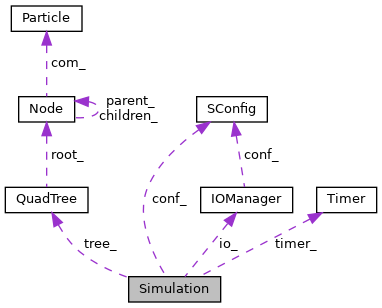 Particle
com_
Node
parent_
children_
SConfig
root_
conf_
QuadTree
conf_
IOManager
Timer
tree_
io_
timer_
Simulation